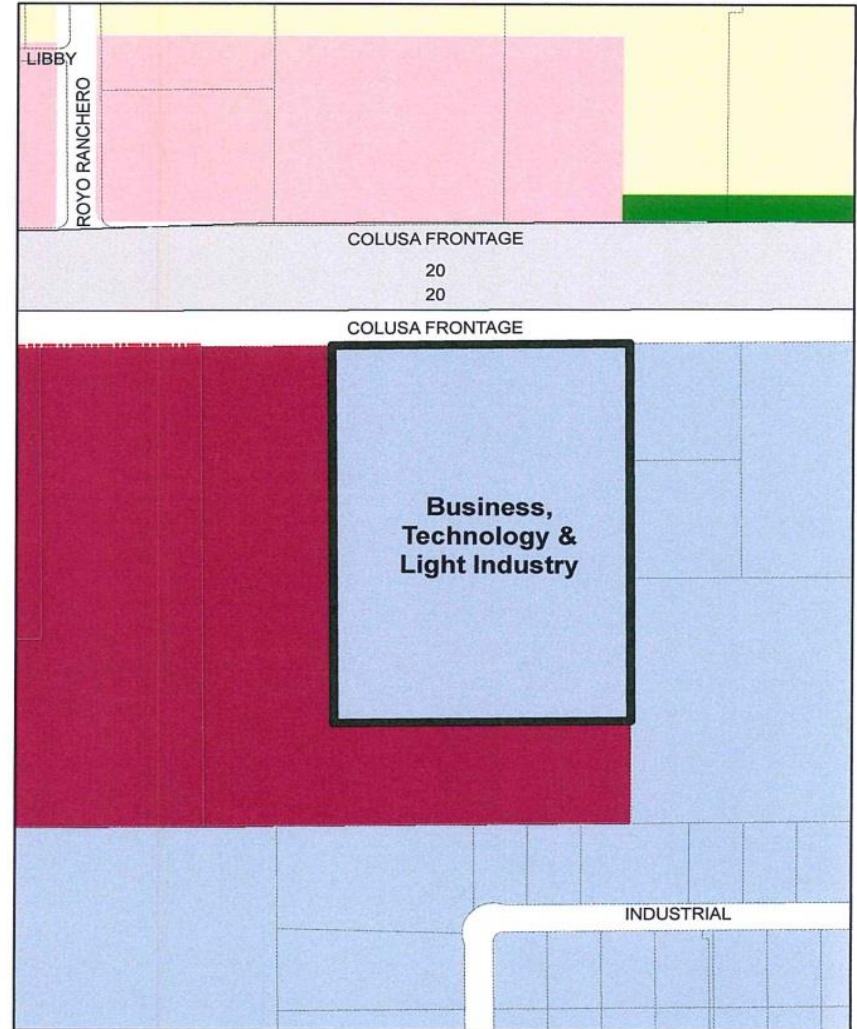 LIBBY
ROYO RANCHERO
COLUSA FRONTAGE
20
20
COLUSA FRONTAGE
Business,
Technology &
Light Industry
INDUSTRIAL